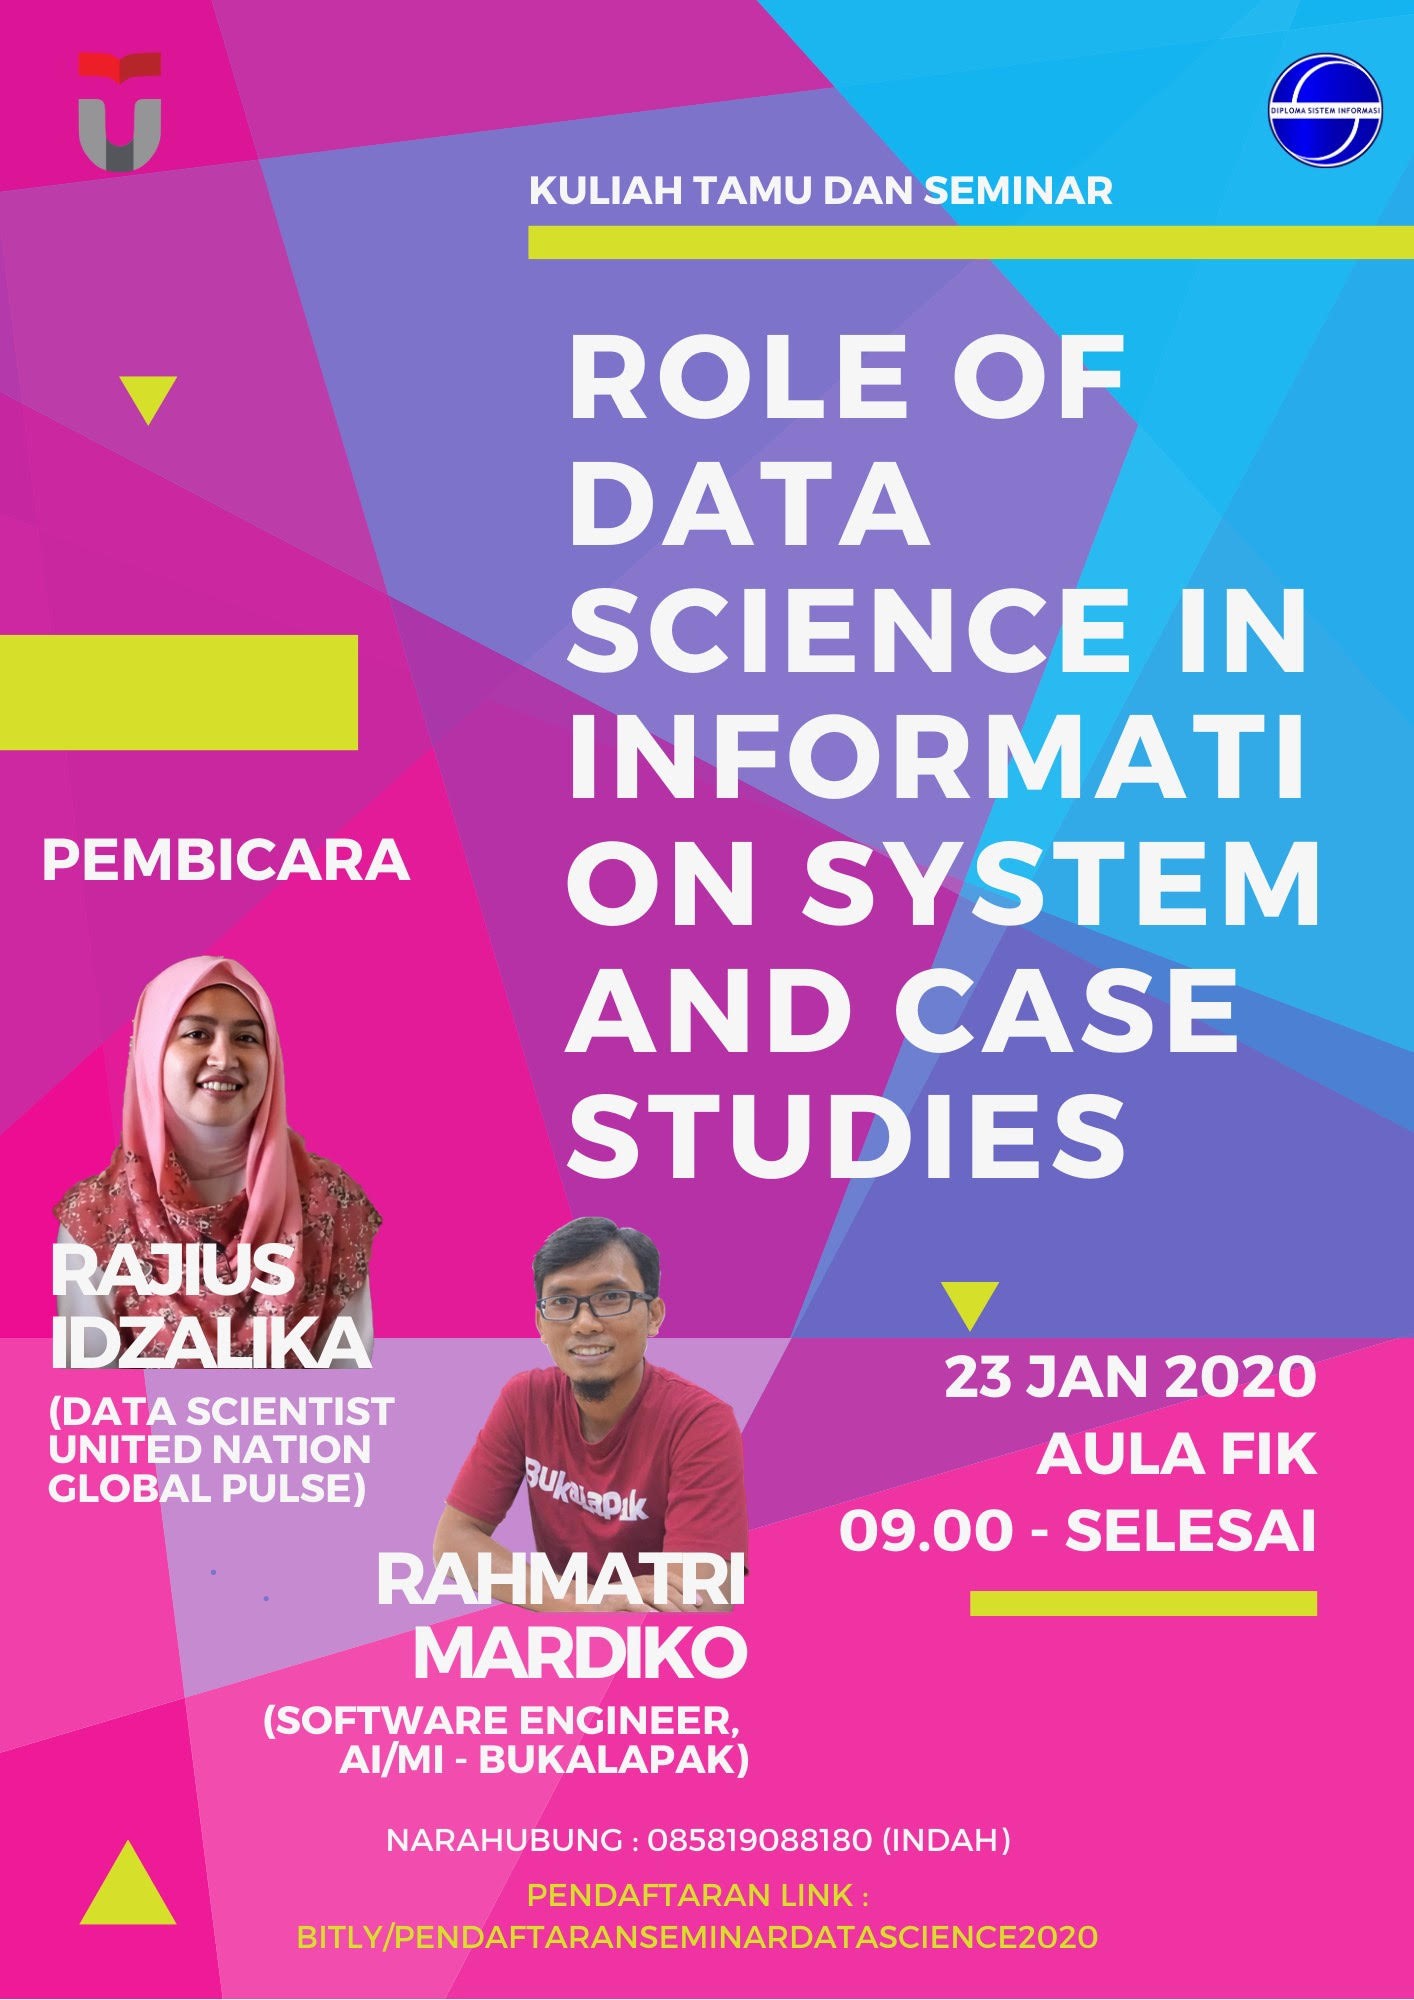 DIPLOMA SISTEM INFORMASI
KULIAH TAMU DAN SEMINAR
ROLE OF
DATA
SCIENCE IN
INFORMATI
ON SYSTEM
AND CASE
STUDIES
PEMBICARA
RAJIUS
IDZALIKA
(DATA SCIENTIST
UNITED NATION
GLOBAL PULSE)
Bukalapak
RAHMATRI
MARDIKO
(SOFTWARE ENGINEER,
AI/MI - BUKALAPAK)
23 JAN 2020
AULA FIK
09.00 - SELESAI
NARAHUBUNG : 085819088180 (INDAH)
PENDAFTARAN LINK :
BITLY/PENDAFTARANSEMINARDATASCIENCE2020